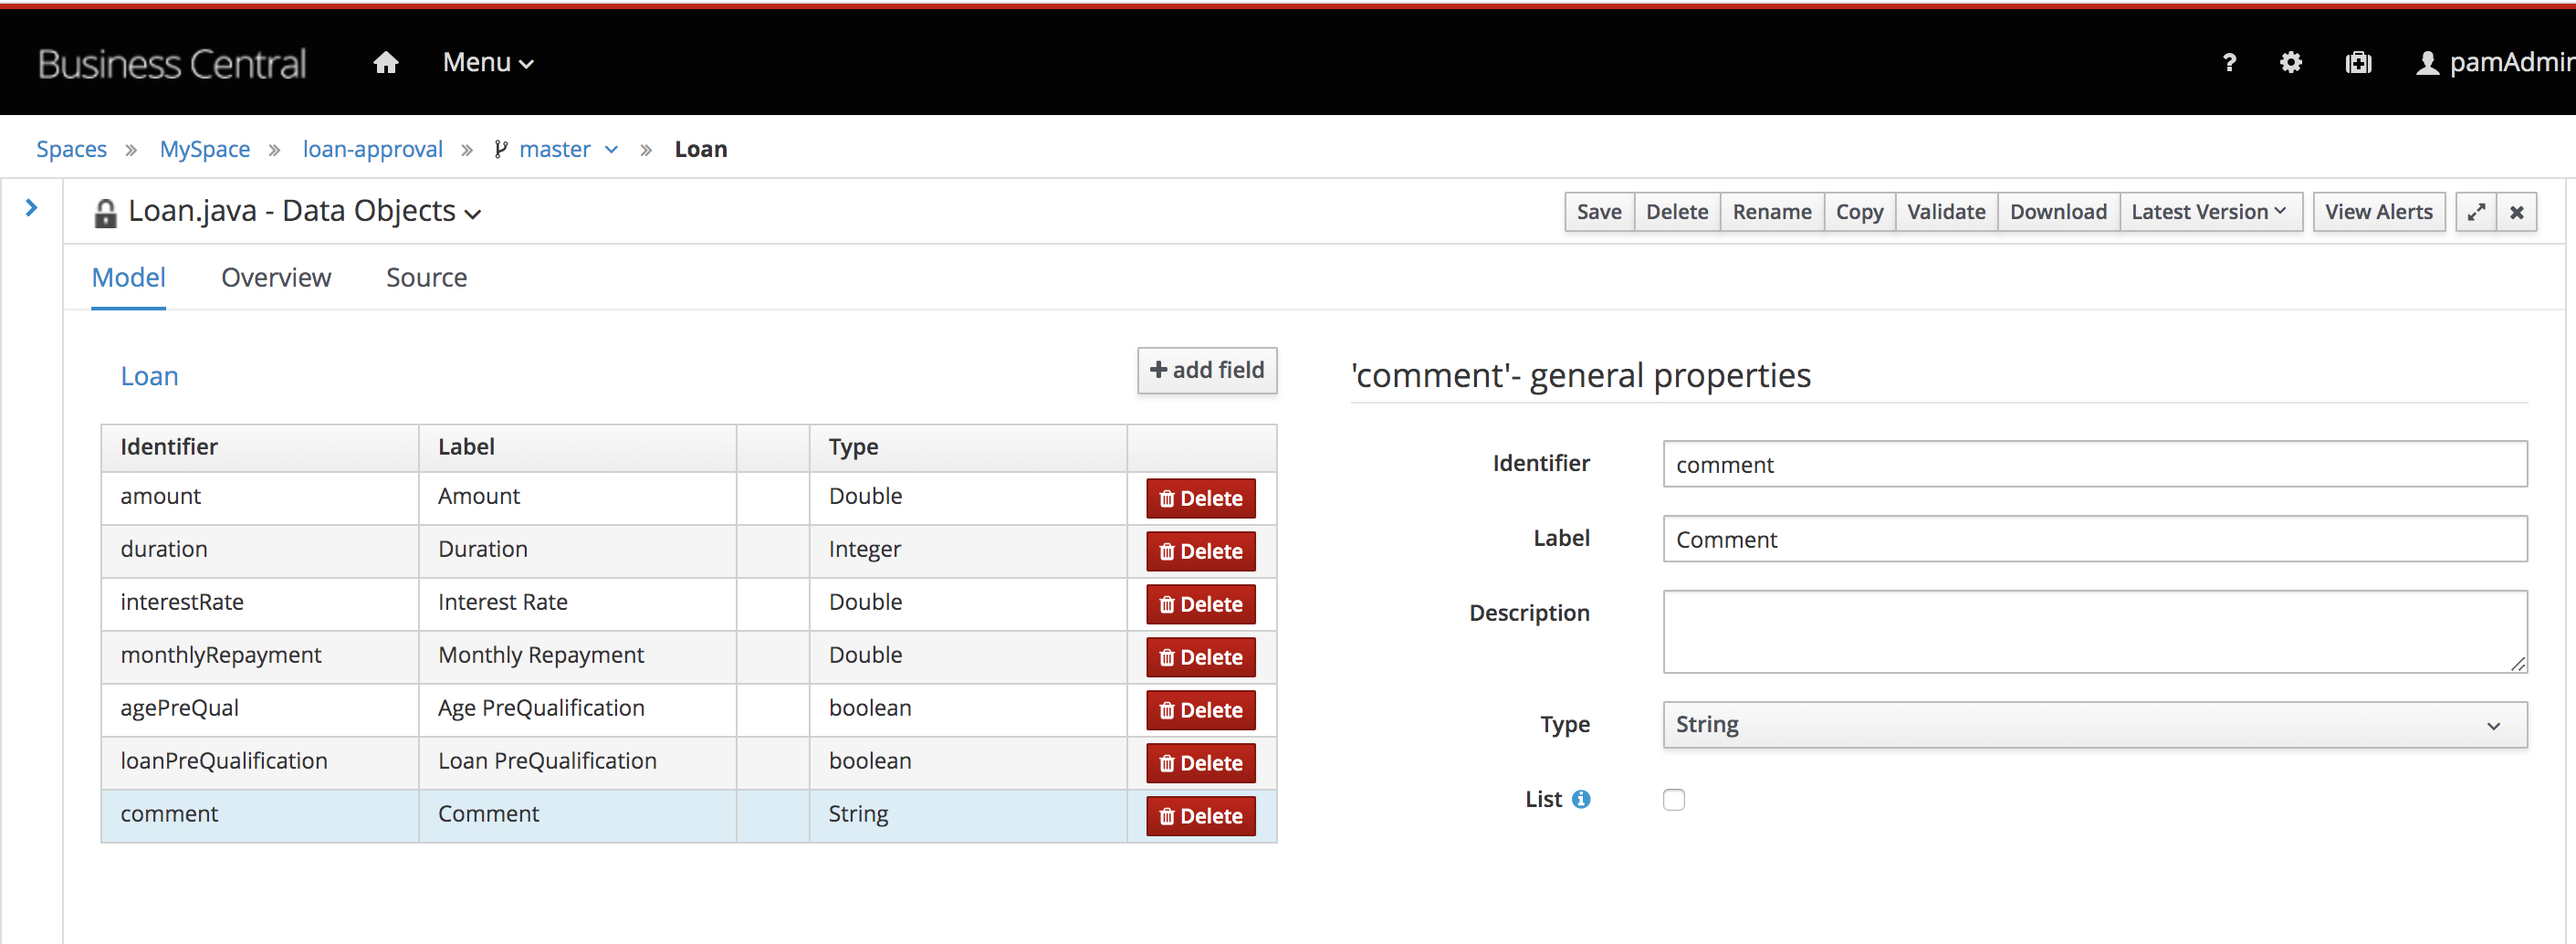 Business Central Menu ? pamAdmin
Spaces » MySpace » loan-approval » master » Loan
Loan.java - Data Objects Save Delete Rename Copy Validate Download Latest Version View Alerts
Model Overview Source
Loan + add field 'comment'- general properties
Identifier Label Type
amount Amount Double Delete
duration Duration Integer Delete
interestRate Interest Rate Double Delete
monthlyRepayment Monthly Repayment Double Delete
agePreQual Age PreQualification boolean Delete
loanPreQualification Loan PreQualification boolean Delete
comment Comment String Delete
Identifier comment
Label Comment
Description
Type String
List